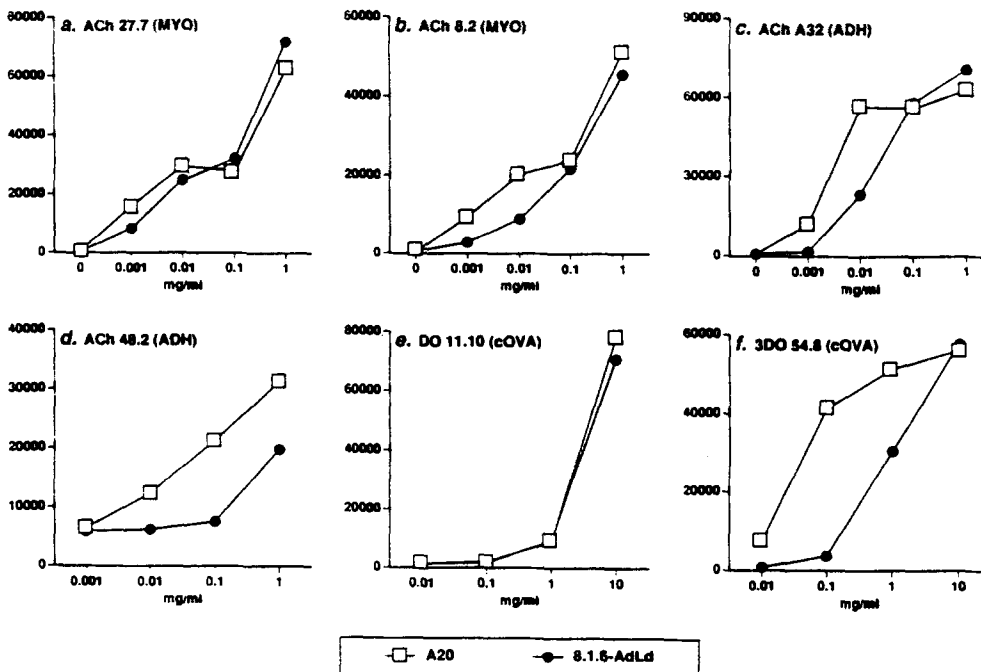 a. ACh 27.7 (MYO)
80000
60000
40000
20000
0
0 0.001 0.01 0.1 1
mg/ml
b. ACh 8.2 (MYO)
60000
40000
20000
0
0 0.001 0.01 0.1 1
mg/ml
c. ACh A32 (ADH)
90000
60000
30000
0
0 0.001 0.01 0.1 1
mg/ml
d. ACh 48.2 (ADH)
40000
30000
20000
10000
0
0.001 0.01 0.1 1
mg/ml
e. DO 11.10 (cOVA)
80000
60000
40000
20000
0
0.01 0.1 1 10
mg/ml
f. 3DO 54.8 (cOVA)
60000
40000
20000
0
0.01 0.1 1 10
mg/ml
A20 8.1.6-AdLd